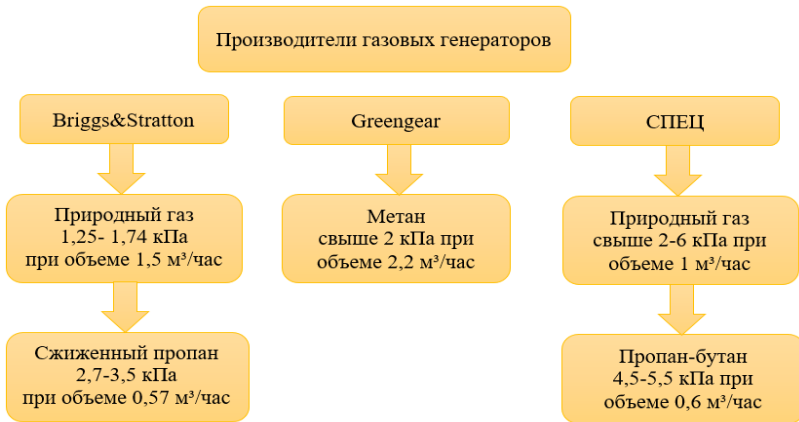 Производители газовых генераторов
Briggs&Stratton
Greengear
СПЕЦ
Природный газ
1,25- 1,74 кПа
при объеме 1,5 м³/час
Метан
свыше 2 кПа при
объеме 2,2 м³/час
Природный газ
свыше 2-6 кПа при
объеме 1 м³/час
Сжиженный пропан
2,7-3,5 кПа
при объеме 0,57 м³/час
Пропан-бутан
4,5-5,5 кПа при
объеме 0,6 м³/час